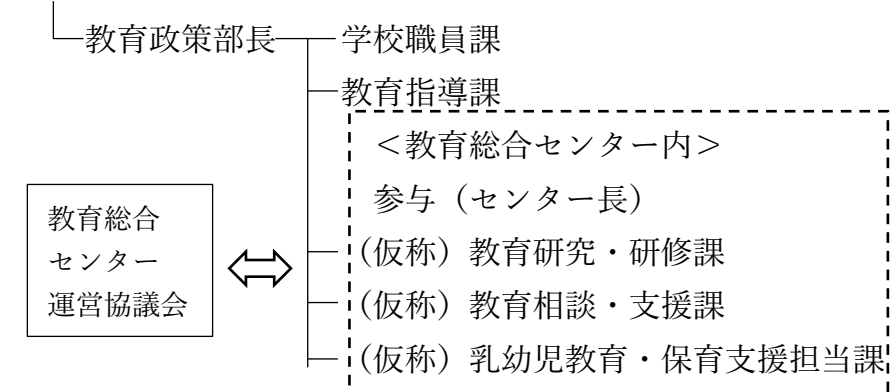 教育政策部長
学校職員課
教育指導課
＜教育総合センター内＞
参与（センター長）
（仮称）教育研究・研修課
（仮称）教育相談・支援課
（仮称）乳幼児教育・保育支援担当課
教育総合
センター
運営協議会